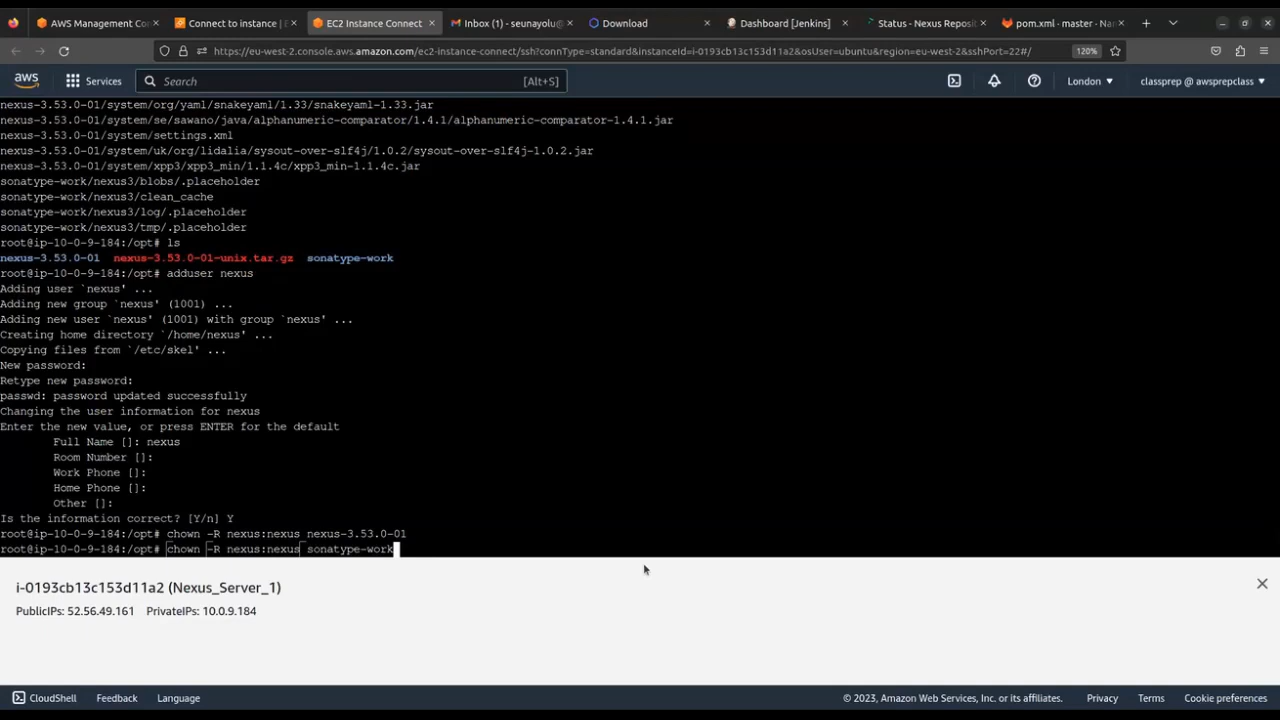 AWS Management Con
Connect to instance | E
EC2 Instance Connect
Inbox (1) - seunayolu@
Download
Dashboard [Jenkins]
Status - Nexus Reposit
pom.xml · master · Nan
https://eu-west-2.console.aws.amazon.com/ec2-instance-connect/ssh?connType=standard&instanceId=i-0193cb13c153d11a2&osUser=ubuntu&region=eu-west-2&sshPort=22#/
120%
aws
Services
Search
[Alt+S]
London
classprep @ awsprepclass
nexus-3.53.0-01/system/org/yaml/snakeyaml/1.33/snakeyaml-1.33.jar
nexus-3.53.0-01/system/se/sawano/java/alphanumeric-comparator/1.4.1/alphanumeric-comparator-1.4.1.jar
nexus-3.53.0-01/system/settings.xml
nexus-3.53.0-01/system/uk/org/lidalia/sysout-over-slf4j/1.0.2/sysout-over-slf4j-1.0.2.jar
nexus-3.53.0-01/system/xpp3/xpp3_min/1.1.4c/xpp3_min-1.1.4c.jar
sonatype-work/nexus3/blobs/.placeholder
sonatype-work/nexus3/clean_cache
sonatype-work/nexus3/log/.placeholder
sonatype-work/nexus3/tmp/.placeholder
root@ip-10-0-9-184:/opt# ls
nexus-3.53.0-01 nexus-3.53.0-01-unix.tar.gz sonatype-work
root@ip-10-0-9-184:/opt# adduser nexus
Adding user `nexus' ...
Adding new group `nexus' (1001) ...
Adding new user `nexus' (1001) with group `nexus' ...
Creating home directory `/home/nexus' ...
Copying files from `/etc/skel' ...
New password:
Retype new password:
passwd: password updated successfully
Changing the user information for nexus
Enter the new value, or press ENTER for the default
Full Name []: nexus
Room Number []:
Work Phone []:
Home Phone []:
Other []:
Is the information correct? [Y/n] Y
root@ip-10-0-9-184:/opt# chown -R nexus:nexus nexus-3.53.0-01
root@ip-10-0-9-184:/opt# chown -R nexus:nexus sonatype-work
i-0193cb13c153d11a2 (Nexus_Server_1)
PublicIPs: 52.56.49.161 PrivateIPs: 10.0.9.184
CloudShell
Feedback
Language
© 2023, Amazon Web Services, Inc. or its affiliates.
Privacy
Terms
Cookie preferences